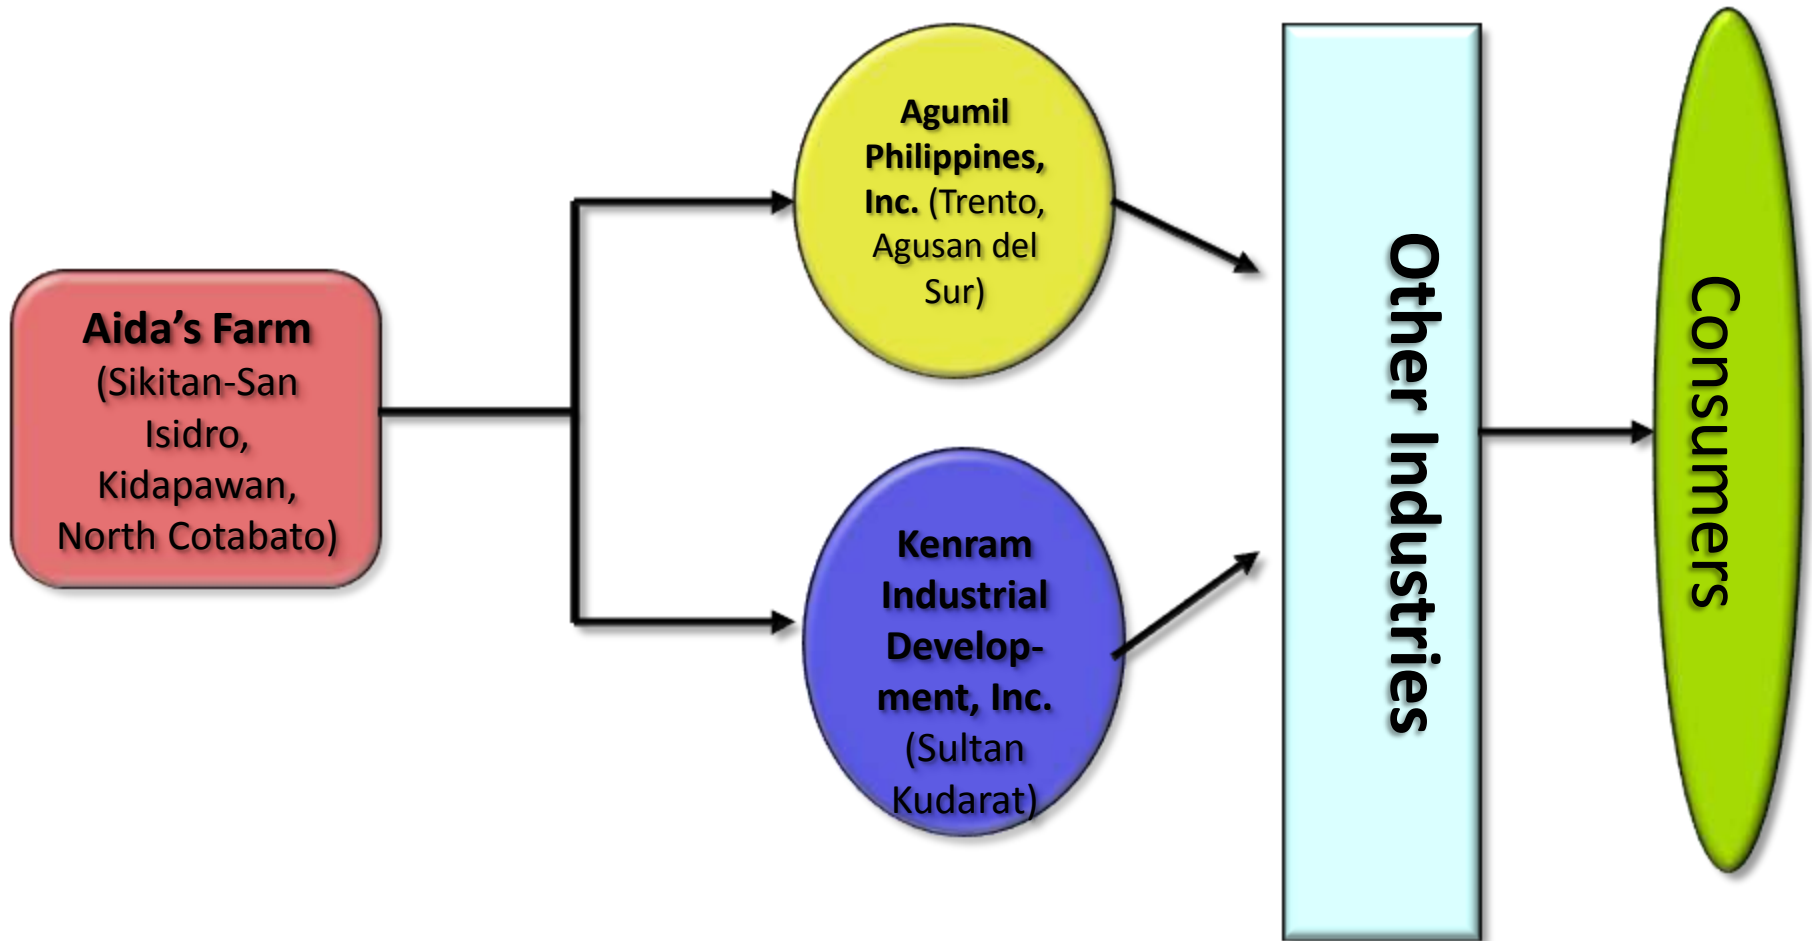 Aida’s Farm
(Sikitan-San
Isidro,
Kidapawan,
North Cotabato)
Agumil
Philippines,
Inc. (Trento,
Agusan del
Sur)
Kenram
Industrial
Develop-
ment, Inc.
(Sultan
Kudarat)
Other Industries
Consumers